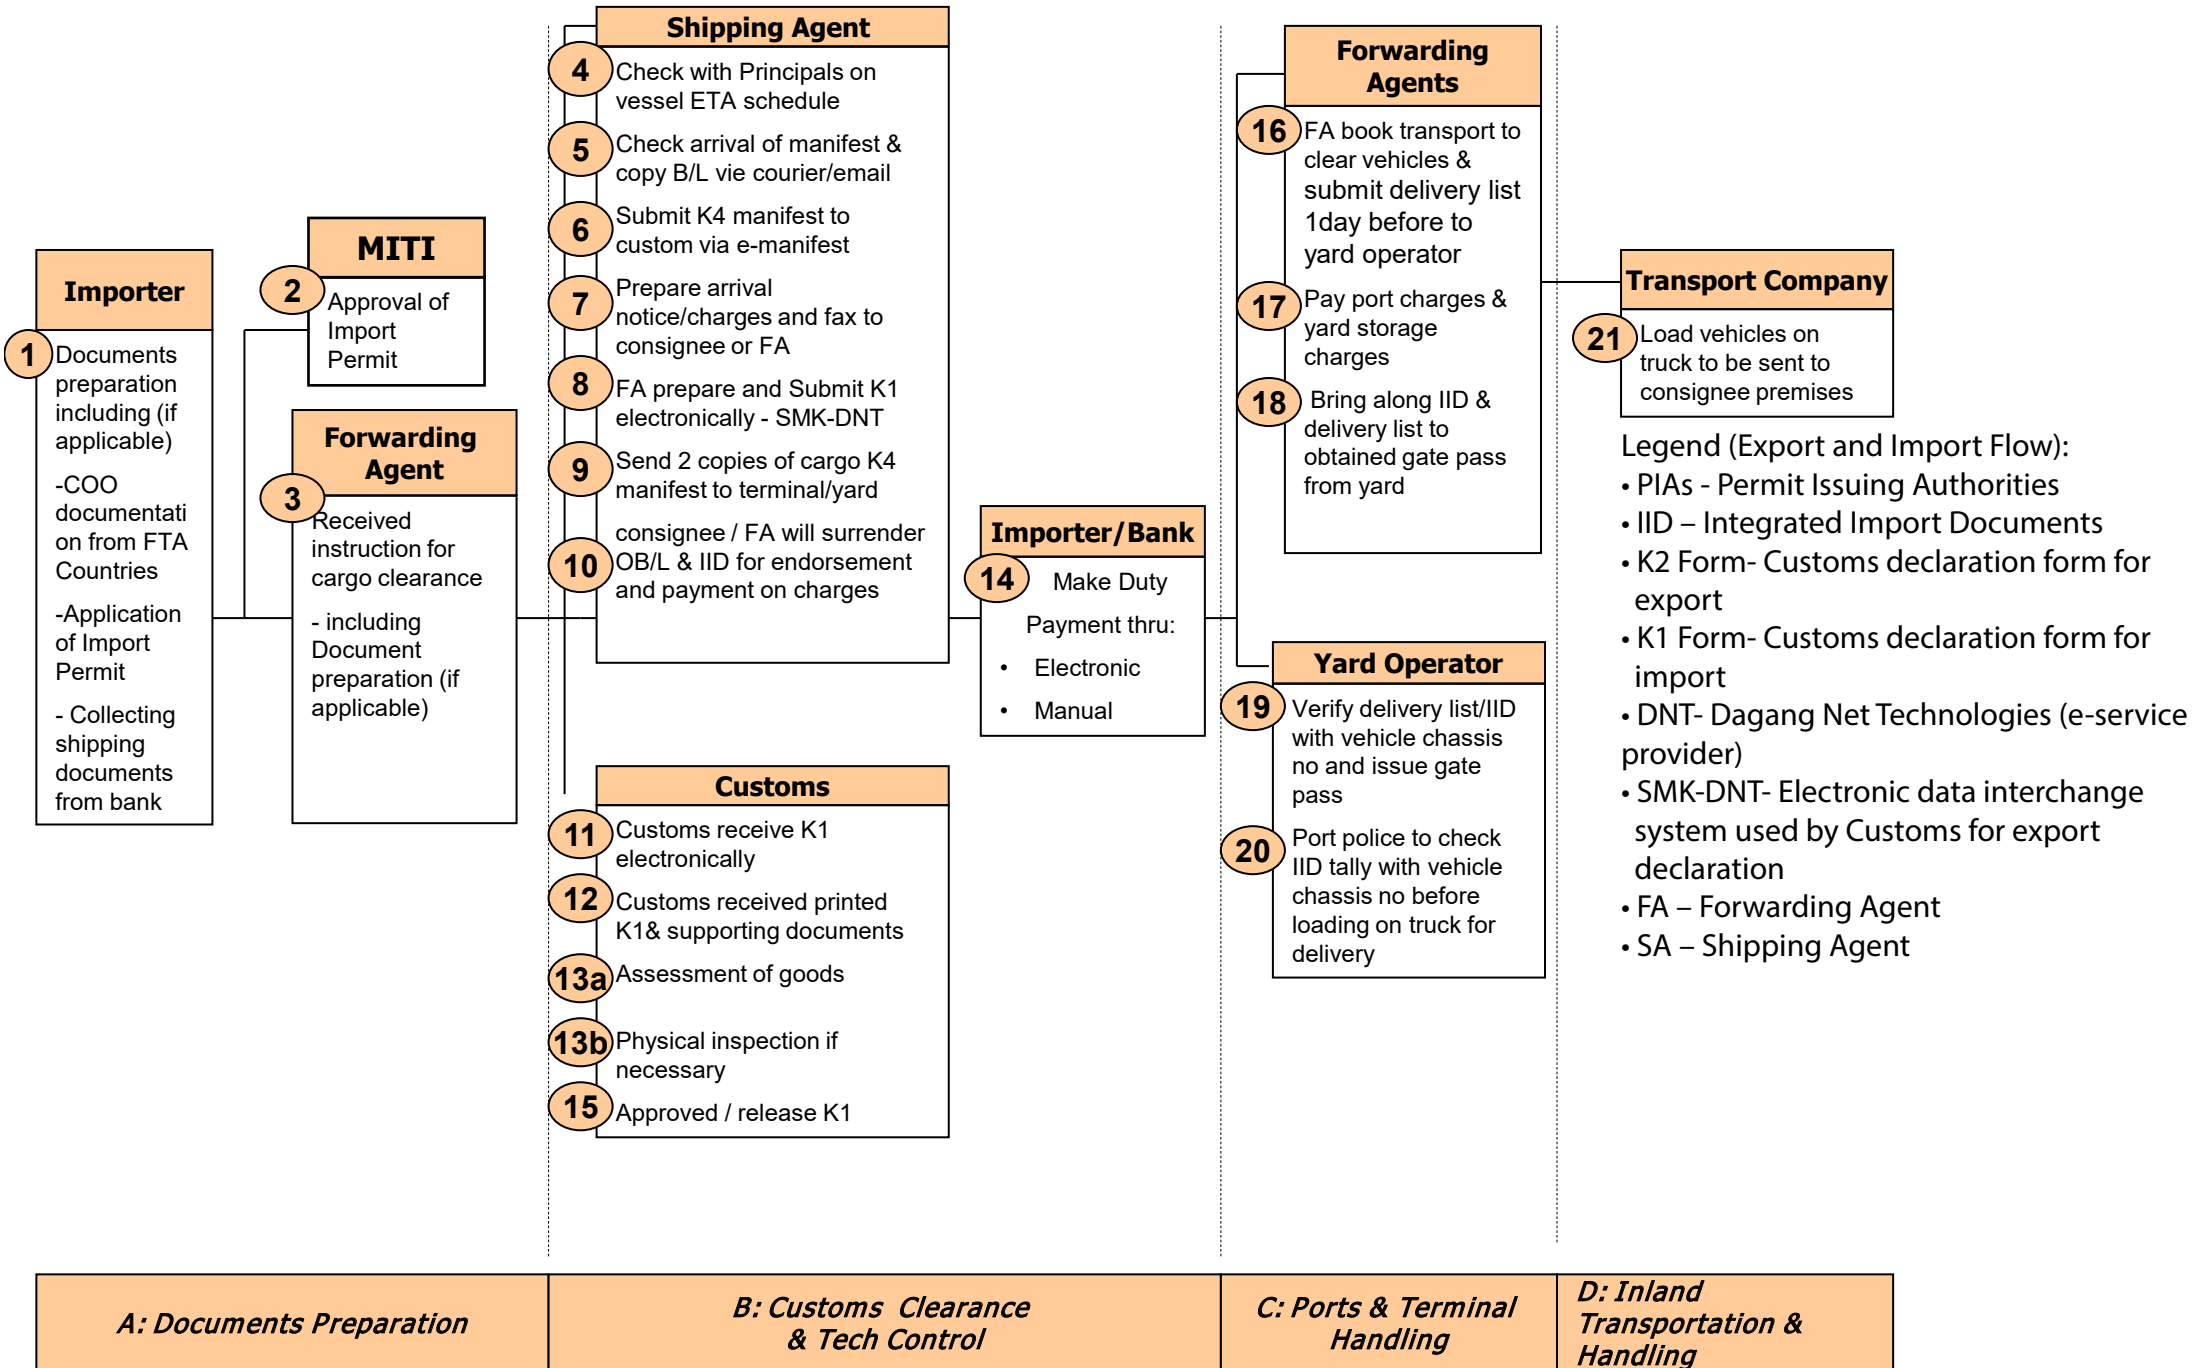 Importer
1
Documents
preparation
including (if
applicable)
-COO
documentati
on from FTA
Countries
-Application
of Import
Permit
- Collecting
shipping
documents
from bank
MITI
2
Approval of
Import
Permit
Forwarding
Agent
3
Received
instruction for
cargo clearance
- including
Document
preparation (if
applicable)
Shipping Agent
4
Check with Principals on
vessel ETA schedule
5
Check arrival of manifest &
copy B/L vie courier/email
6
Submit K4 manifest to
custom via e-manifest
7
Prepare arrival
notice/charges and fax to
consignee or FA
8
FA prepare and Submit K1
electronically - SMK-DNT
9
Send 2 copies of cargo K4
manifest to terminal/yard
10
consignee / FA will surrender
OB/L & IID for endorsement
and payment on charges
Customs
11
Customs receive K1
electronically
12
Customs received printed
K1& supporting documents
13a
Assessment of goods
13b
Physical inspection if
necessary
15
Approved / release K1
Importer/Bank
14
Make Duty
Payment thru:
• Electronic
• Manual
Forwarding
Agents
16
FA book transport to
clear vehicles &
submit delivery list
1day before to
yard operator
17
Pay port charges &
yard storage
charges
18
Bring along IID &
delivery list to
obtained gate pass
from yard
Yard Operator
19
Verify delivery list/IID
with vehicle chassis
no and issue gate
pass
20
Port police to check
IID tally with vehicle
chassis no before
loading on truck for
delivery
Transport Company
21
Load vehicles on
truck to be sent to
consignee premises
Legend (Export and Import Flow):
• PIAs - Permit Issuing Authorities
• IID – Integrated Import Documents
• K2 Form- Customs declaration form for
export
• K1 Form- Customs declaration form for
import
• DNT- Dagang Net Technologies (e-service
provider)
• SMK-DNT- Electronic data interchange
system used by Customs for export
declaration
• FA – Forwarding Agent
• SA – Shipping Agent
A: Documents Preparation
B: Customs Clearance
& Tech Control
C: Ports & Terminal
Handling
D: Inland
Transportation &
Handling